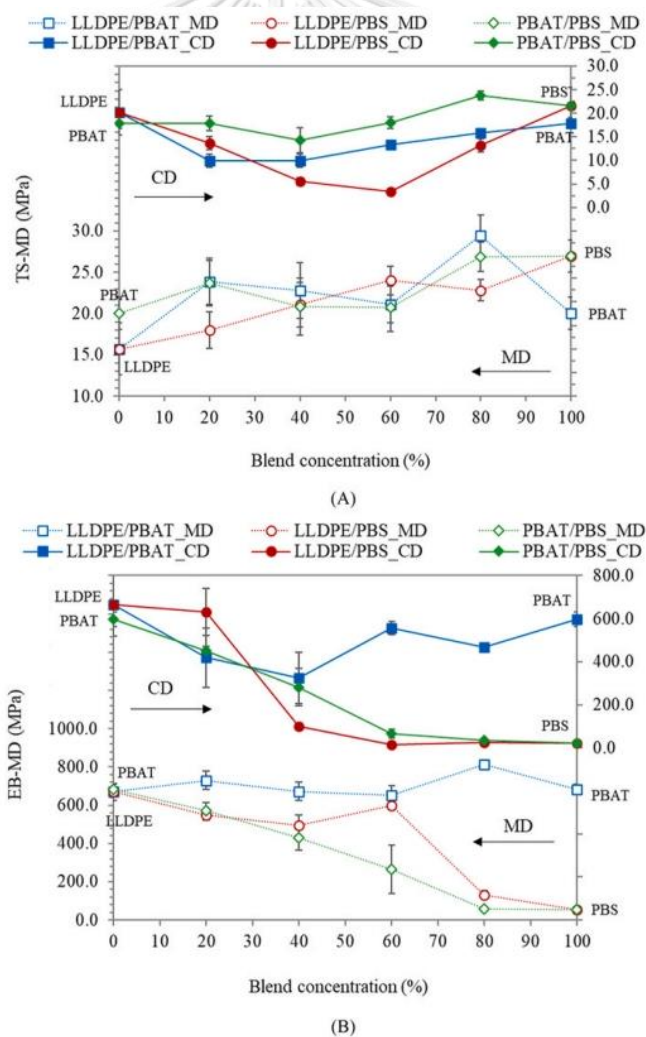 LLDPE/PBAT_MD LLDPE/PBS_MD PBAT/PBS_MD
LLDPE/PBAT_CD LLDPE/PBS_CD PBAT/PBS_CD
30.0
25.0
20.0
15.0
10.0
5.0
0.0
LLDPE
PBAT
PBS
PBAT
CD
TS-MD (MPa)
30.0
25.0
20.0
15.0
10.0
PBAT
LLDPE
PBS
PBAT
MD
0 10 20 30 40 50 60 70 80 90 100
Blend concentration (%)
(A)
LLDPE/PBAT_MD LLDPE/PBS_MD PBAT/PBS_MD
LLDPE/PBAT_CD LLDPE/PBS_CD PBAT/PBS_CD
800.0
600.0
400.0
200.0
0.0
LLDPE
PBAT
PBAT
PBS
CD
EB-MD (MPa)
1000.0
800.0
600.0
400.0
200.0
0.0
PBAT
LLDPE
PBAT
MD
PBS
0 10 20 30 40 50 60 70 80 90 100
Blend concentration (%)
(B)